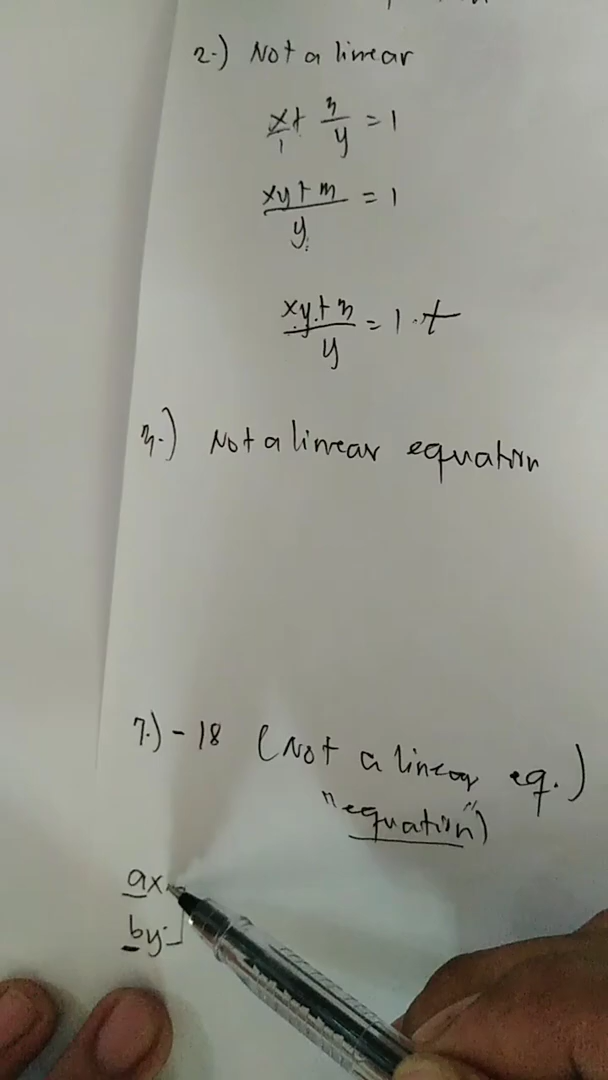 2.) Not a linear
x/1 + 3/y = 1
xy + 3 / y = 1
xy + 3 / y = 1 . t
3.) Not a linear equation
7.) - 18 (Not a linear eq.)
"equation")
ax
by